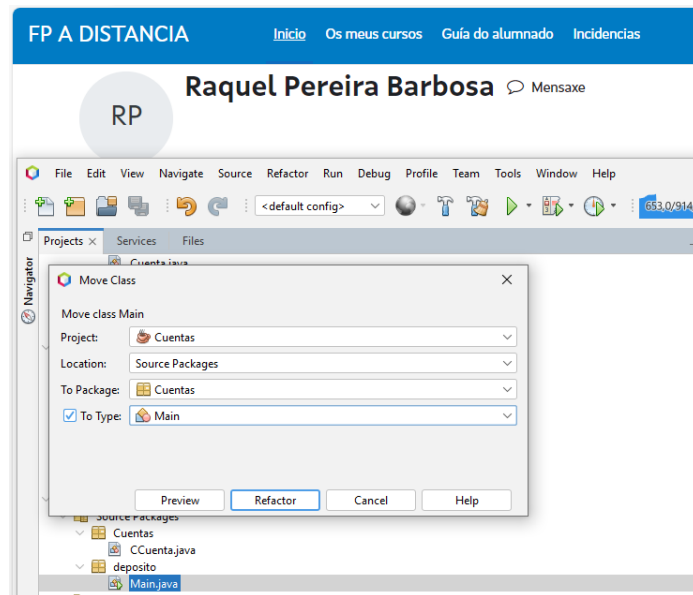 FP A DISTANCIA Inicio Os meus cursos Guía do alumnado Incidencias
RP
Raquel Pereira Barbosa Mensaxe
File Edit View Navigate Source Refactor Run Debug Profile Team Tools Window Help
<default config> 653,0/914
Projects × Services Files
Navigator
Cuenta.java
Move Class
Move class Main
Project: Cuentas
Location: Source Packages
To Package: Cuentas
To Type: Main
Preview Refactor Cancel Help
Source Packages
Cuentas
CCuenta.java
deposito
Main.java